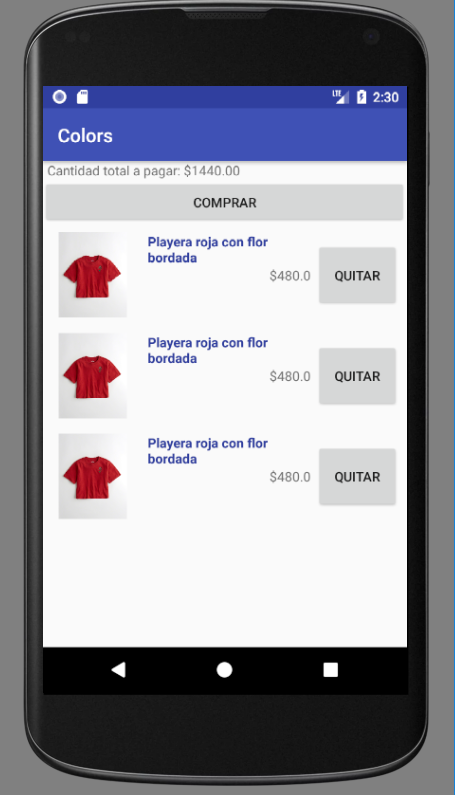 LTE 2:30
Colors
Cantidad total a pagar: $1440.00
COMPRAR
Playera roja con flor
bordada
$480.0
QUITAR
Playera roja con flor
bordada
$480.0
QUITAR
Playera roja con flor
bordada
$480.0
QUITAR